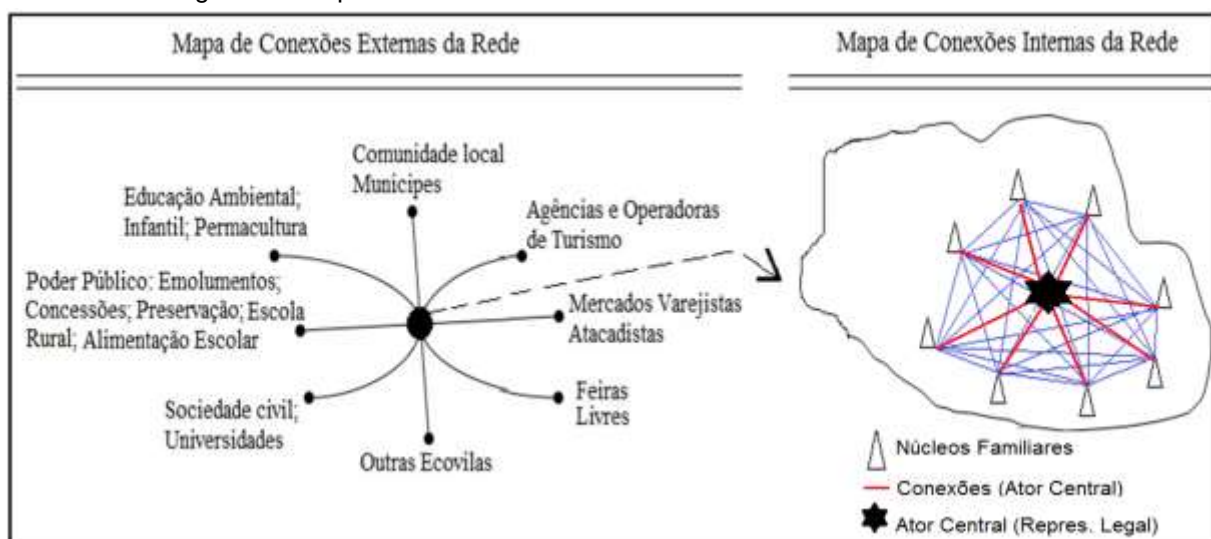 Mapa de Conexões Externas da Rede
Mapa de Conexões Internas da Rede
Comunidade local
Munícipes
Educação Ambiental;
Infantil; Permacultura
Agências e Operadoras
de Turismo
Poder Público: Emolumentos;
Concessões; Preservação; Escola
Rural; Alimentação Escolar
Mercados Varejistas
Atacadistas
Sociedade civil;
Universidades
Feiras
Livres
Outras Ecovilas
Núcleos Familiares
Conexões (Ator Central)
Ator Central (Repres. Legal)